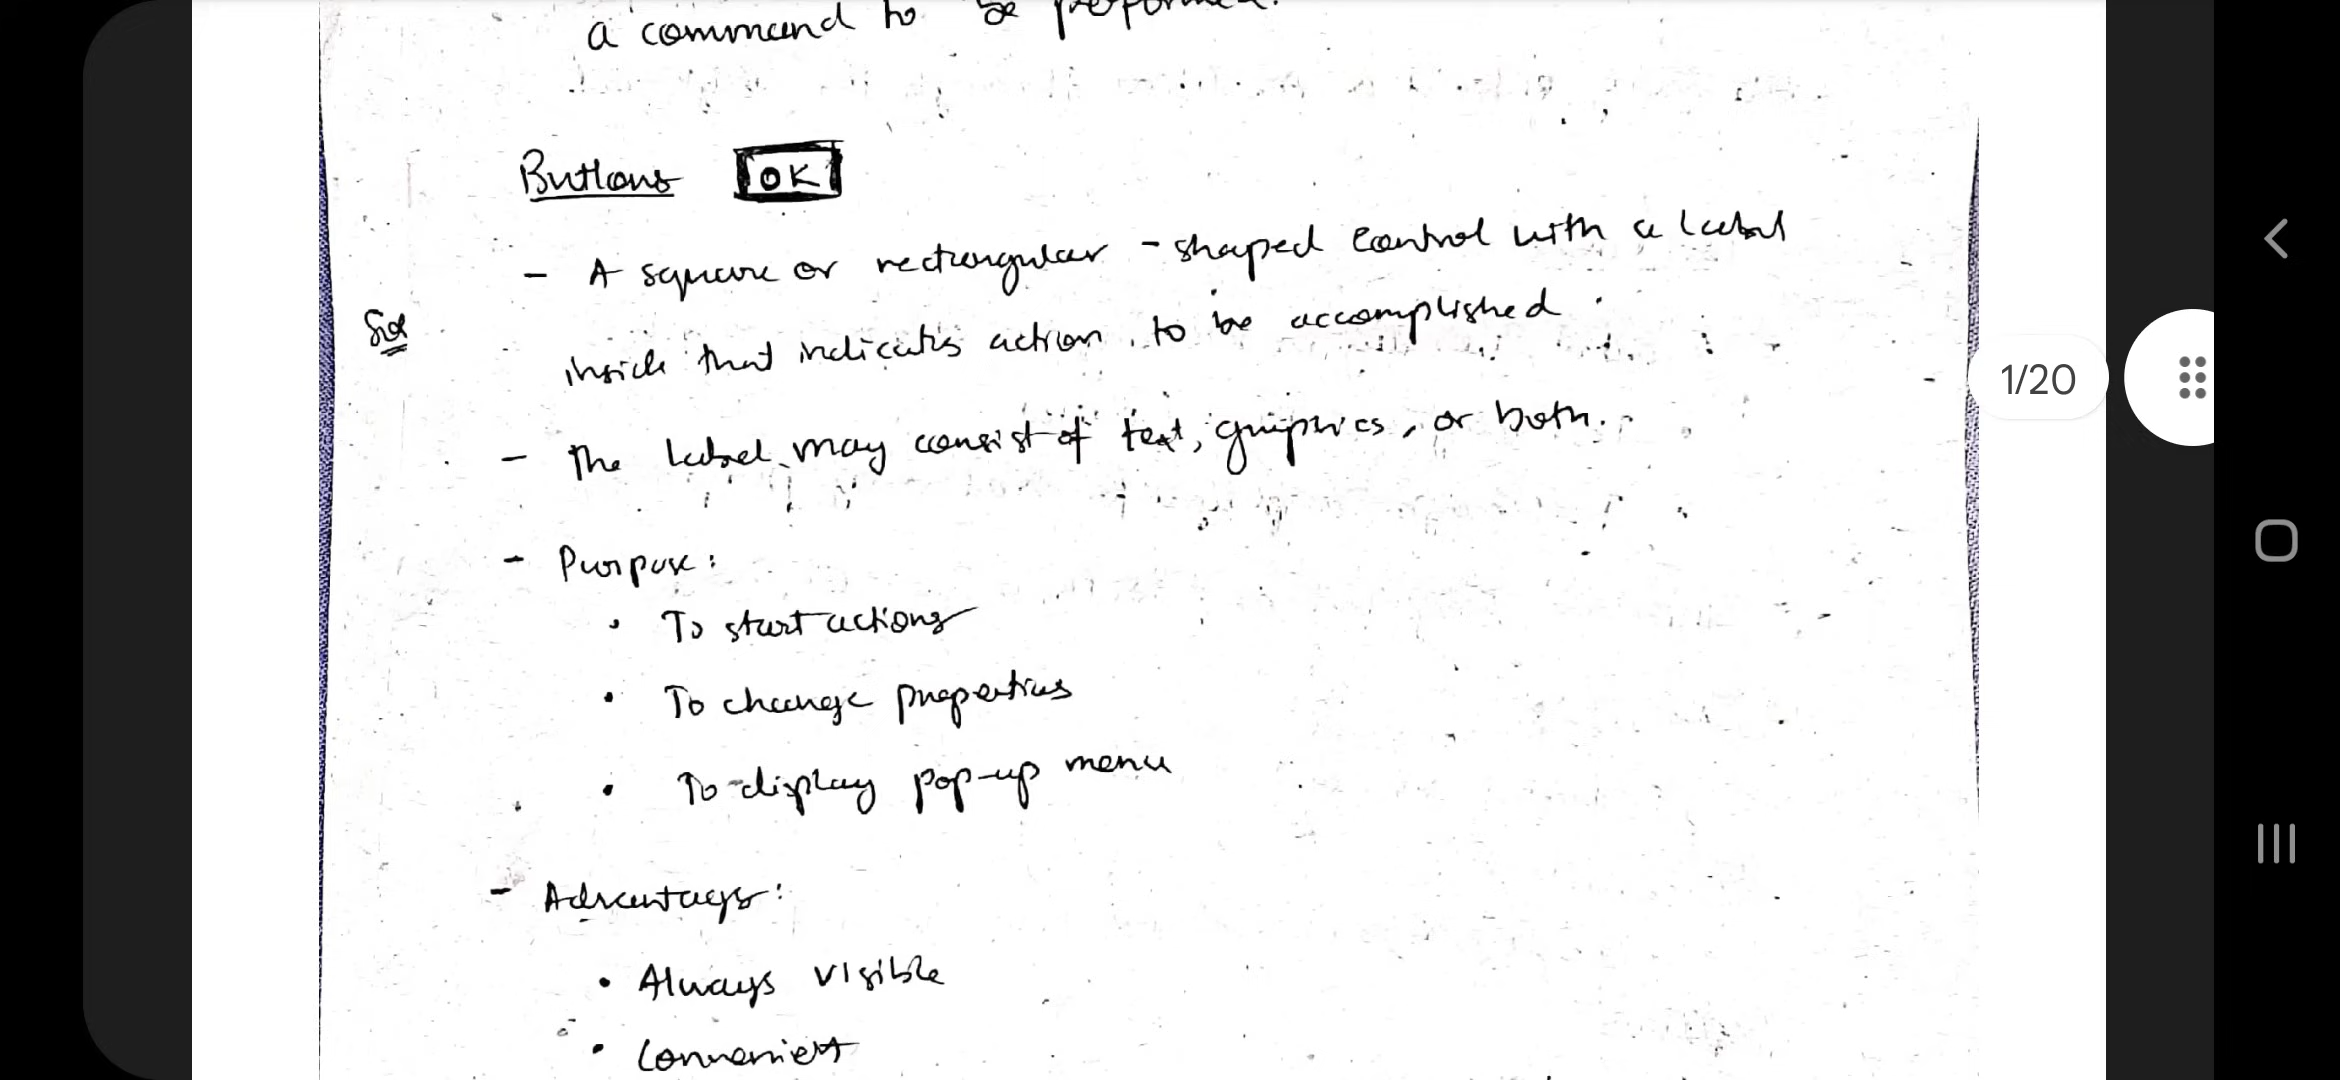 a command to be performed.
Buttons OK
- A square or rectangular - shaped control with a label
inside that indicates action to be accomplished.
- The label may consist of text, graphics, or both.
- Purpose:
• To start actions
• To change properties
• To display pop-up menu
- Advantages:
• Always visible
• Convenient
1/20